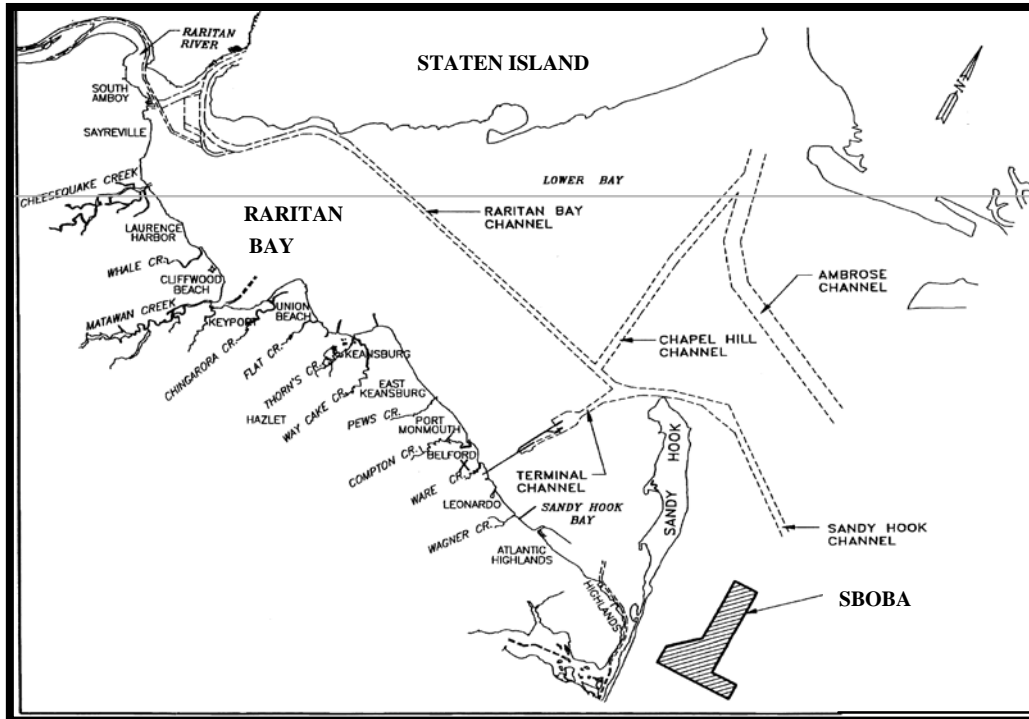 RARITAN
RIVER
STATEN ISLAND
N
SOUTH
AMBOY
SAYREVILLE
CHEESEQUAKE CREEK
LOWER BAY
RARITAN
BAY
RARITAN BAY
CHANNEL
LAURENCE
HARBOR
WHALE CR.
CLIFFWOOD
BEACH
AMBROSE
CHANNEL
MATAWAN CREEK
KEYPORT
UNION
BEACH
CHINGARORA CR.
FLAT CR.
CHAPEL HILL
CHANNEL
THORN'S CR.
KEANSBURG
HAZLET
WAY CAKE CR.
EAST
KEANSBURG
PEWS CR.
PORT
MONMOUTH
COMPTON CR.
BELFORD
WARE CR.
TERMINAL
CHANNEL
SANDY HOOK
LEONARDO
SANDY HOOK
BAY
SANDY HOOK
CHANNEL
WAGNER CR.
ATLANTIC
HIGHLANDS
HIGHLANDS
SBOBA